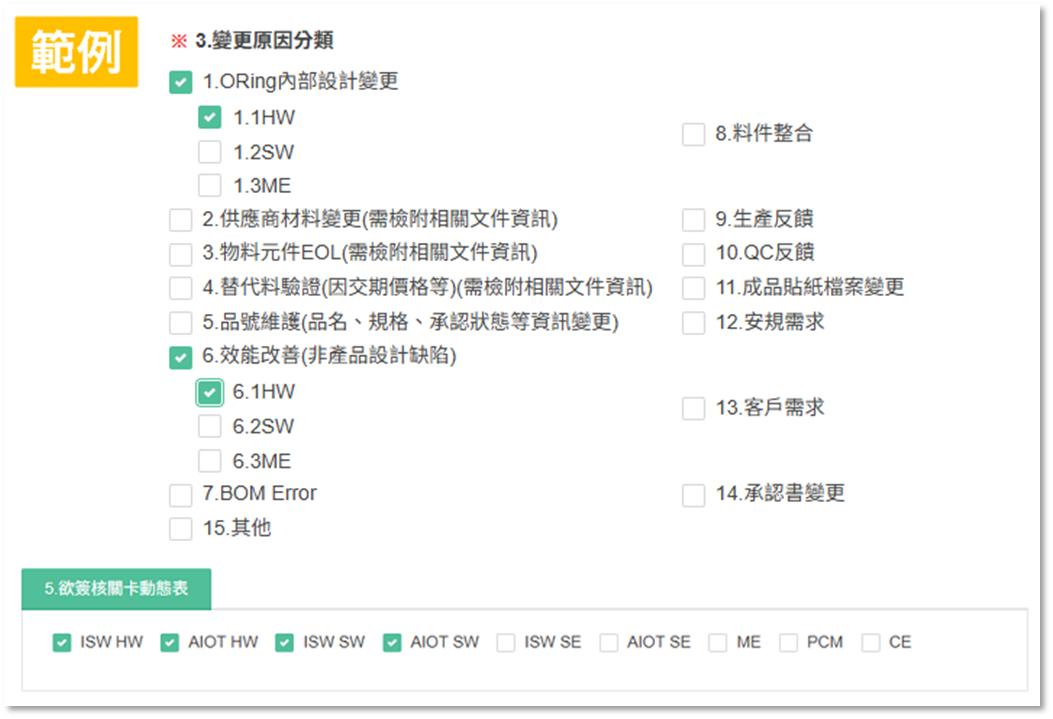 範例
※ 3.變更原因分類
1.ORing內部設計變更
1.1HW
8.料件整合
1.2SW
1.3ME
2.供應商材料變更(需檢附相關文件資訊)
9.生產反饋
3.物料元件EOL(需檢附相關文件資訊)
10.QC反饋
4.替代料驗證(因交期價格等)(需檢附相關文件資訊)
11.成品貼紙檔案變更
5.品號維護(品名、規格、承認狀態等資訊變更)
12.安規需求
6.效能改善(非產品設計缺陷)
6.1HW
13.客戶需求
6.2SW
6.3ME
7.BOM Error
14.承認書變更
15.其他
5.欲簽核關卡動態表
ISW HW AIOT HW ISW SW AIOT SW ISW SE AIOT SE ME PCM CE